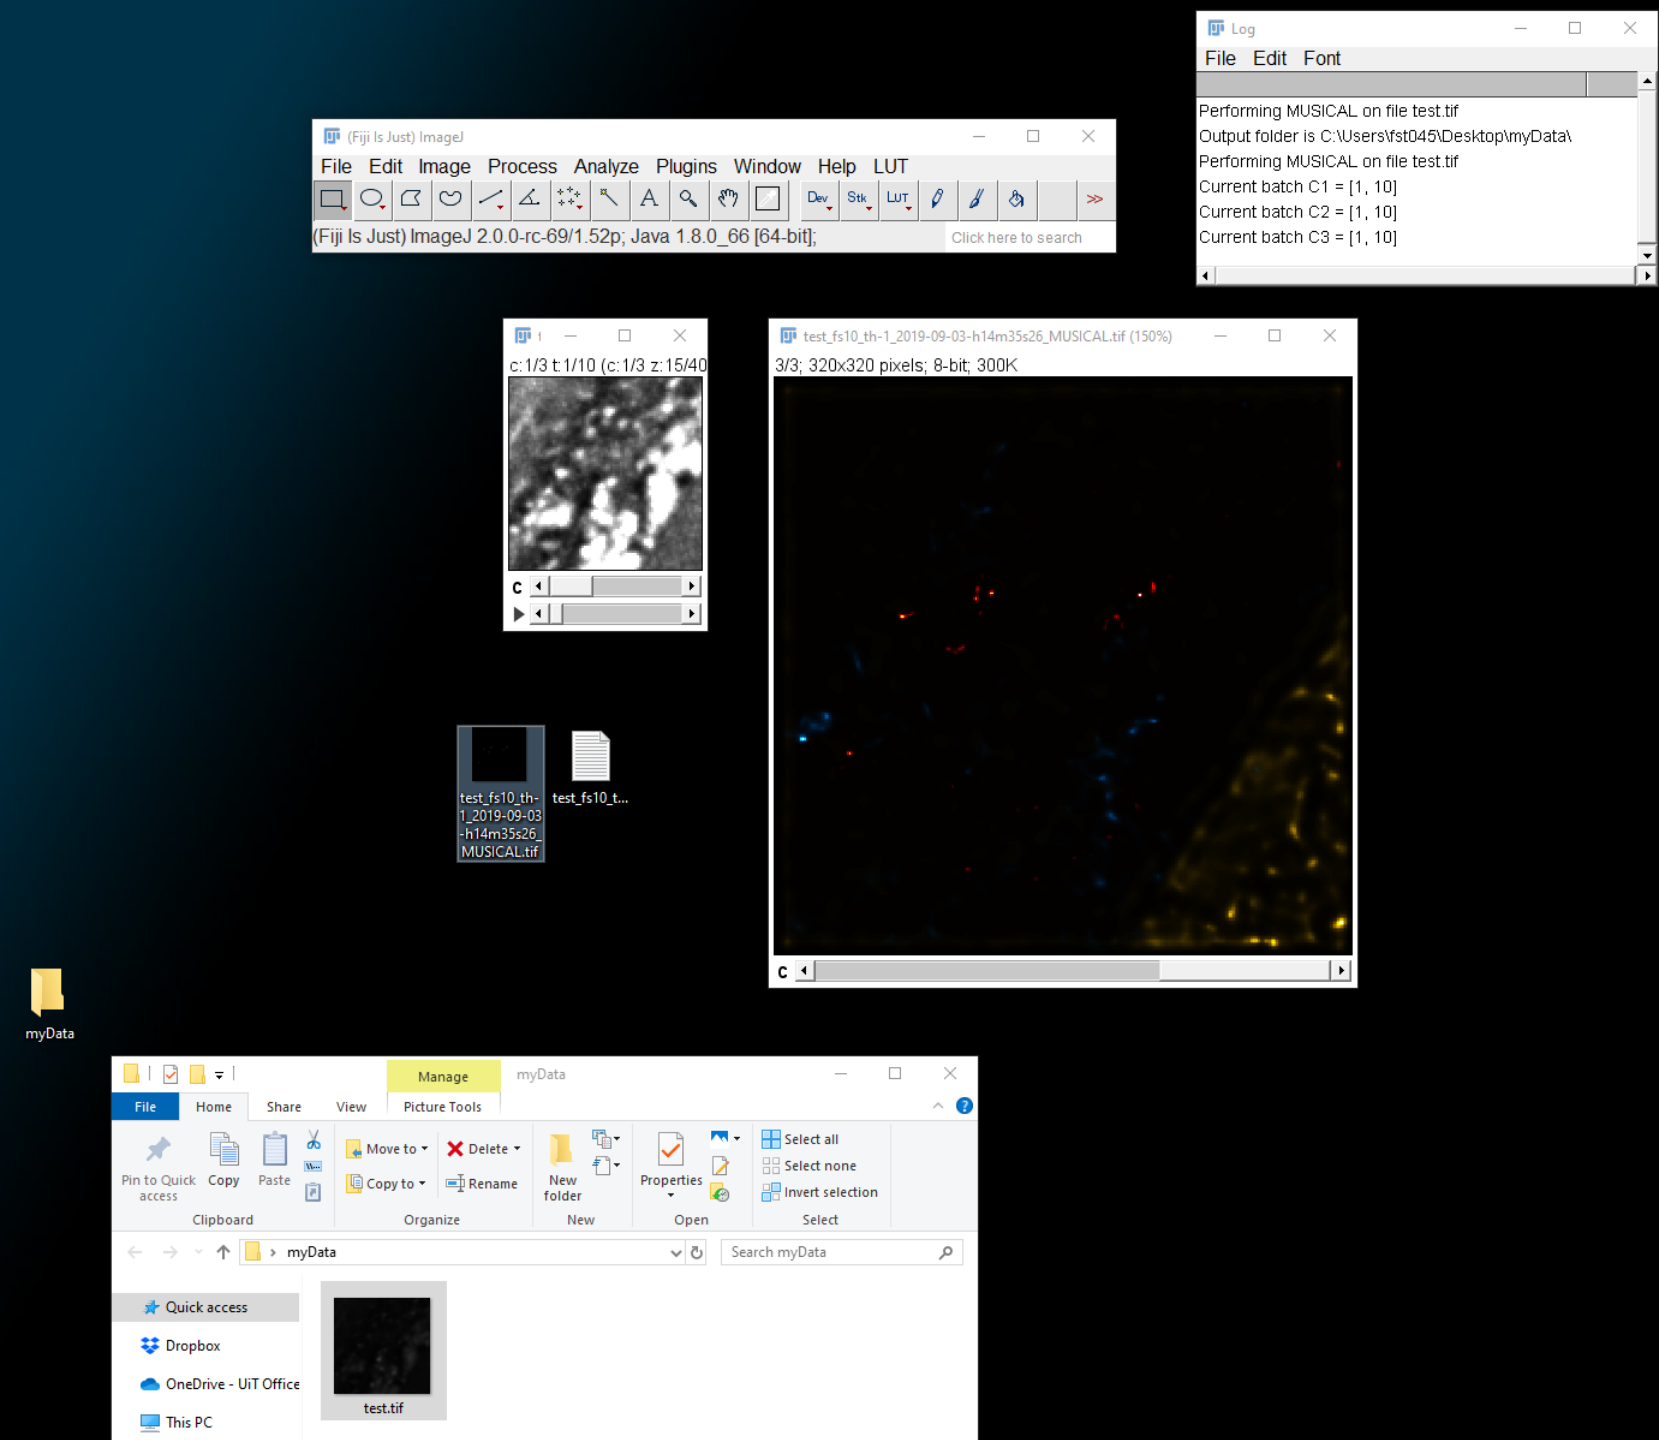 Log
File Edit Font
Performing MUSICAL on file test.tif
Output folder is C:\Users\fst045\Desktop\myData\
Performing MUSICAL on file test.tif
Current batch C1 = [1, 10]
Current batch C2 = [1, 10]
Current batch C3 = [1, 10]
(Fiji Is Just) ImageJ
File Edit Image Process Analyze Plugins Window Help LUT
A Dev Stk LUT >>
(Fiji Is Just) ImageJ 2.0.0-rc-69/1.52p; Java 1.8.0_66 [64-bit];
Click here to search
c:1/3 t:1/10 (c:1/3 z:15/40
c
test_fs10_th-1_2019-09-03-h14m35s26_MUSICAL.tif (150%)
3/3; 320x320 pixels; 8-bit; 300K
c
test_fs10_th-
1_2019-09-03
-h14m35s26_
MUSICAL.tif
test_fs10_t...
myData
Manage
myData
File Home Share View Picture Tools
Pin to Quick
access
Copy
Paste
Clipboard
Move to
Copy to
Delete
Rename
Organize
New
folder
New
Properties
Open
Select all
Select none
Invert selection
Select
myData
Search myData
Quick access
Dropbox
OneDrive - UiT Office
This PC
test.tif